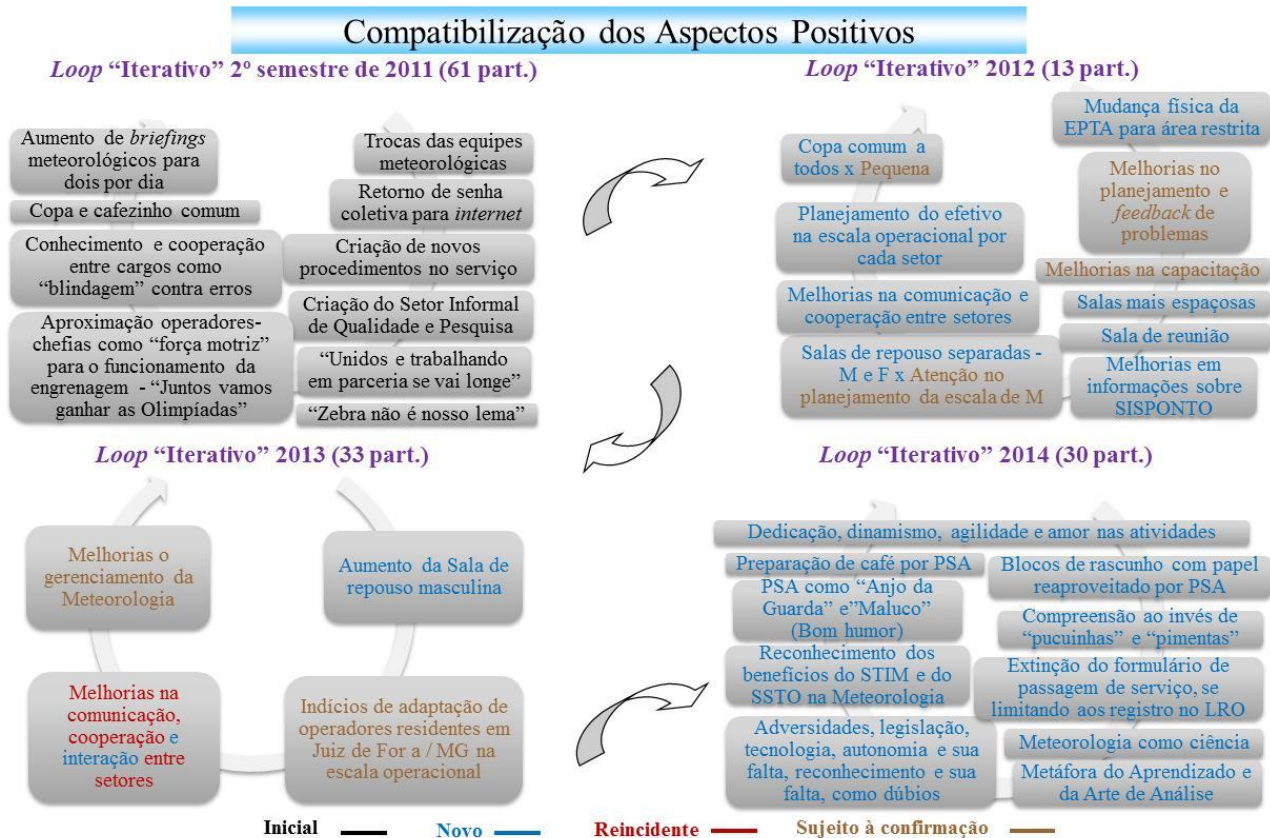 Compatibilização dos Aspectos Positivos
Loop “Iterativo” 2º semestre de 2011 (61 part.)
Aumento de briefings
meteorológicos para
dois por dia
Copa e cafezinho comum
Conhecimento e cooperação
entre cargos como
“blindagem” contra erros
Aproximação operadores-
chefias como “força motriz”
para o funcionamento da
engrenagem - “Juntos vamos
ganhar as Olimpíadas”
Trocas das equipes
meteorológicas
Retorno de senha
coletiva para internet
Criação de novos
procedimentos no serviço
Criação do Setor Informal
de Qualidade e Pesquisa
“Unidos e trabalhando
em parceria se vai longe”
“Zebra não é nosso lema”
Loop “Iterativo” 2012 (13 part.)
Copa comum a
todos x Pequena
Planejamento do efetivo
na escala operacional por
cada setor
Melhorias na comunicação e
cooperação entre setores
Salas de repouso separadas -
M e F x Atenção no
planejamento da escala de M
Mudança física da
EPTA para área restrita
Melhorias no
planejamento e
feedback de
problemas
Melhorias na capacitação
Salas mais espaçosas
Sala de reunião
Melhorias em
informações sobre
SISPONTO
Loop “Iterativo” 2013 (33 part.)
Melhorias o
gerenciamento da
Meteorologia
Aumento da Sala de
repouso masculina
Melhorias na
comunicação,
cooperação e
interação entre
setores
Indícios de adaptação de
operadores residentes em
Juiz de For a / MG na
escala operacional
Loop “Iterativo” 2014 (30 part.)
Dedicação, dinamismo, agilidade e amor nas atividades
Preparação de café por PSA
PSA como “Anjo da
Guarda” e”Maluco”
(Bom humor)
Reconhecimento dos
benefícios do STIM e do
SSTO na Meteorologia
Adversidades, legislação,
tecnologia, autonomia e sua
falta, reconhecimento e sua
falta, como dúbios
Blocos de rascunho com papel
reaproveitado por PSA
Compreensão ao invés de
“pucuinhas” e “pimentas”
Extinção do formulário de
passagem de serviço, se
limitando aos registro no LRO
Meteorologia como ciência
Metáfora do Aprendizado e
da Arte de Análise
Inicial Novo Reincidente Sujeito à confirmação